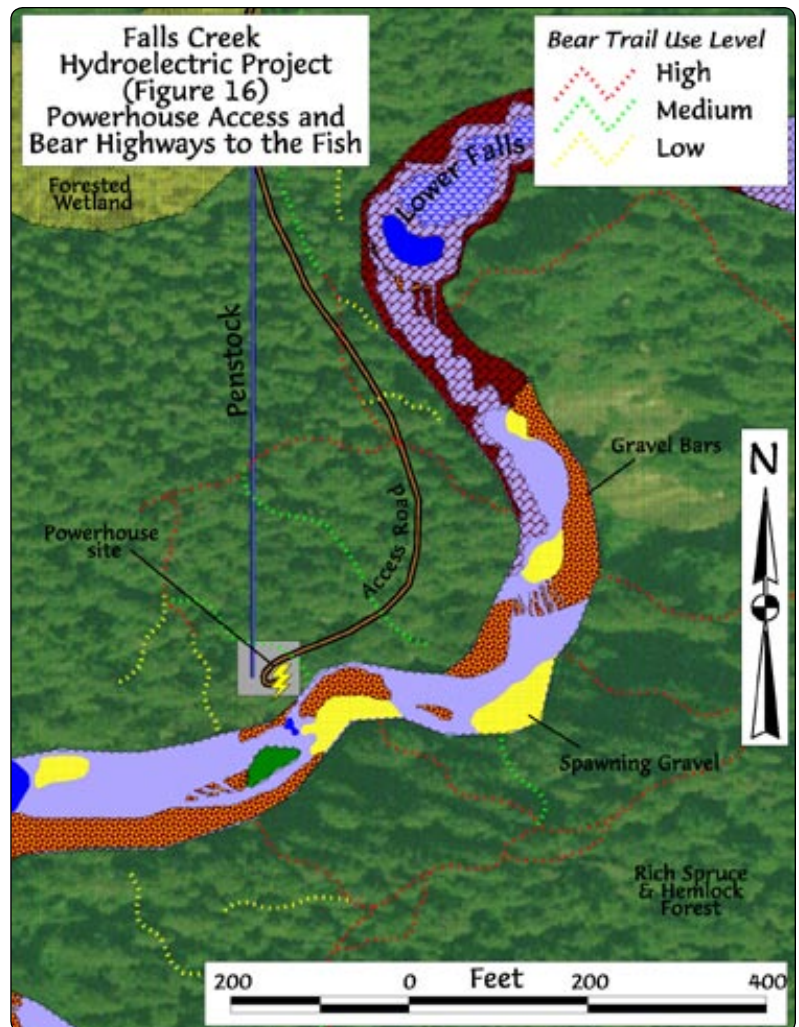 Falls Creek
Hydroelectric Project
(Figure 16)
Powerhouse Access and
Bear Highways to the Fish
Bear Trail Use Level
High
Medium
Low
Forested
Wetland
Lower Falls
Penstock
Gravel Bars
N
Access Road
Powerhouse
site
Spawning Gravel
Rich Spruce
& Hemlock
Forest
200 0 Feet 200 400